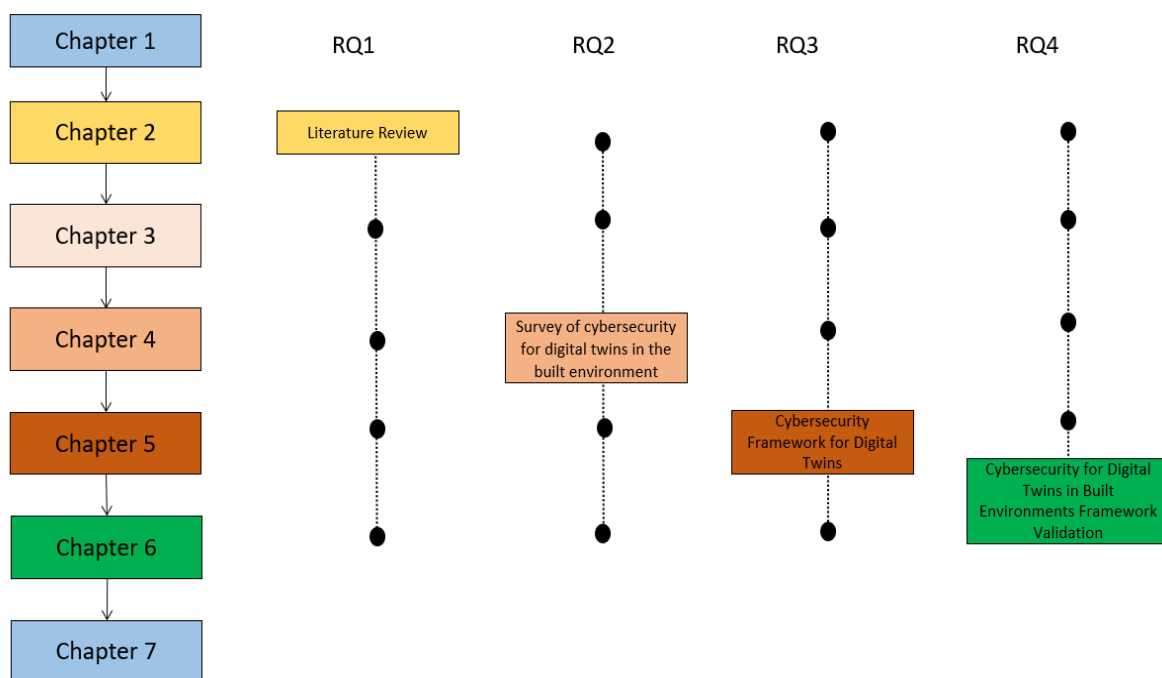 Chapter 1
RQ1
RQ2
RQ3
RQ4
Chapter 2
Literature Review
Chapter 3
Chapter 4
Survey of cybersecurity
for digital twins in the
built environment
Chapter 5
Cybersecurity
Framework for Digital
Twins
Cybersecurity for Digital
Twins in Built
Environments Framework
Validation
Chapter 6
Chapter 7